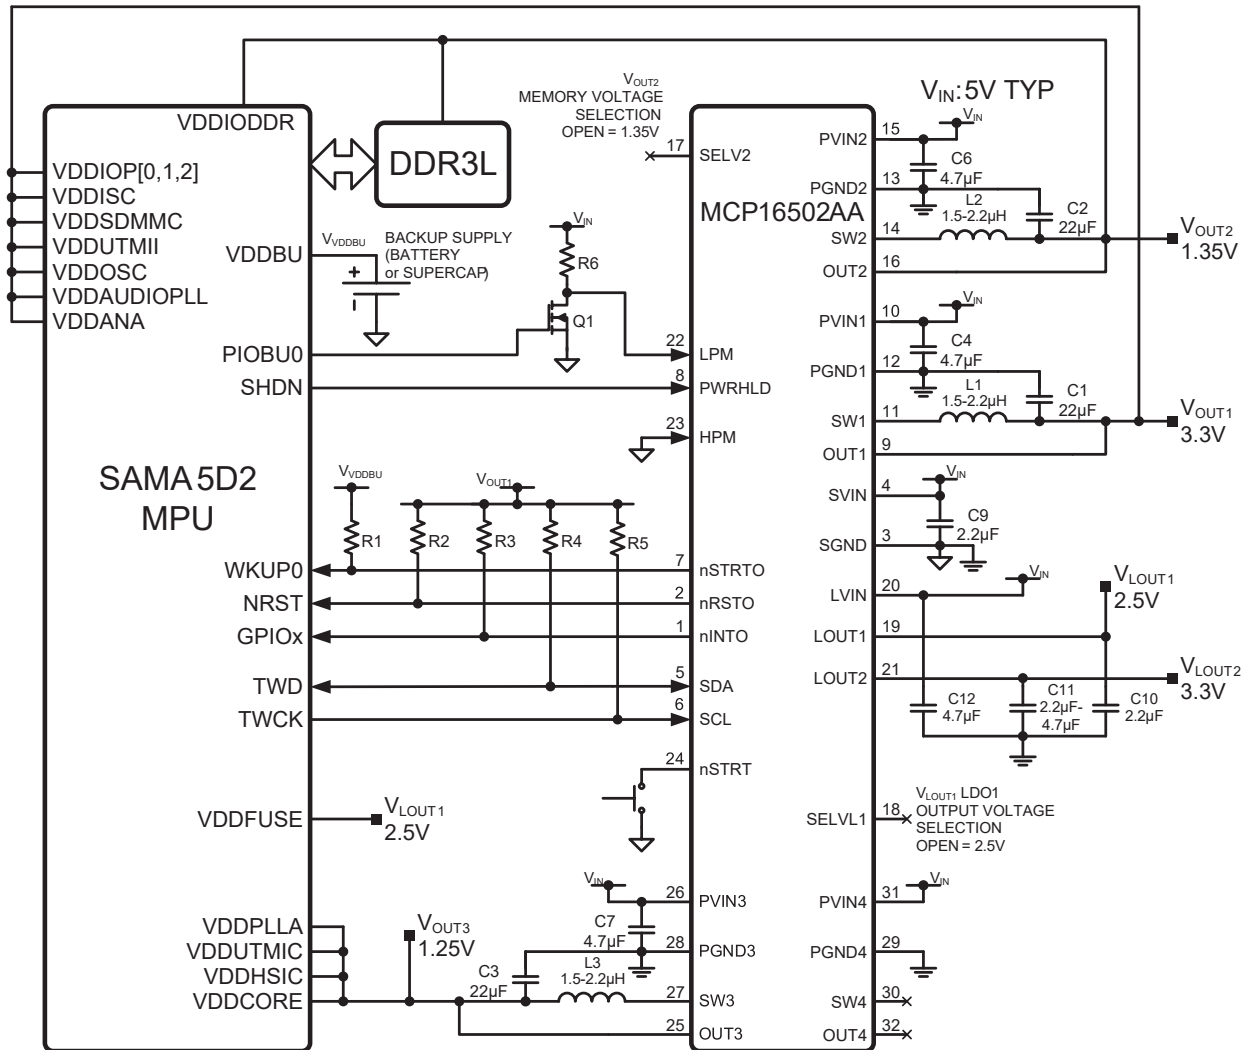 VDDIODDR
VDDIOP[0,1,2]
VDDISC
VDDSDMMC
VDDUTMII
VDDOSC
VDDAUDIOPLL
VDDANA
VDDBU
PIOBU0
SHDN
SAMA5D2
MPU
WKUP0
NRST
GPIOx
TWD
TWCK
VDDFUSE
VDDPLLA
VDDUTMIC
VDDHSIC
VDDCORE
DDR3L
VVDDBU
BACKUP SUPPLY
(BATTERY
or SUPERCAP)
+
VIN
R6
Q1
VVDDBU
VOUT1
R1
R2
R3
R4
R5
VLOUT1
2.5V
VOUT3
1.25V
VIN
C7
4.7µF
C3
22µF
L3
1.5-2.2µH
VOUT2
MEMORY VOLTAGE
SELECTION
OPEN = 1.35V
17
22
8
23
7
2
1
5
6
24
26
28
27
25
MCP16502AA
SELV2
LPM
PWRHLD
HPM
nSTRTO
nRSTO
nINTO
SDA
SCL
nSTRT
PVIN3
PGND3
SW3
OUT3
PVIN2
PGND2
SW2
OUT2
PVIN1
PGND1
SW1
OUT1
SVIN
SGND
LVIN
LOUT1
LOUT2
SELVL1
PVIN4
PGND4
SW4
OUT4
15
13
14
16
10
12
11
9
4
3
20
19
21
18
31
29
30
32
VIN: 5V TYP
VIN
C6
4.7µF
L2
1.5-2.2µH
C2
22µF
VOUT2
1.35V
VIN
C4
4.7µF
L1
1.5-2.2µH
C1
22µF
VOUT1
3.3V
VIN
C9
2.2µF
VIN
VLOUT1
2.5V
VLOUT2
3.3V
C12
4.7µF
C11
2.2µF-
4.7µF
C10
2.2µF
VLOUT1 LDO1
OUTPUT VOLTAGE
SELECTION
OPEN = 2.5V
VIN